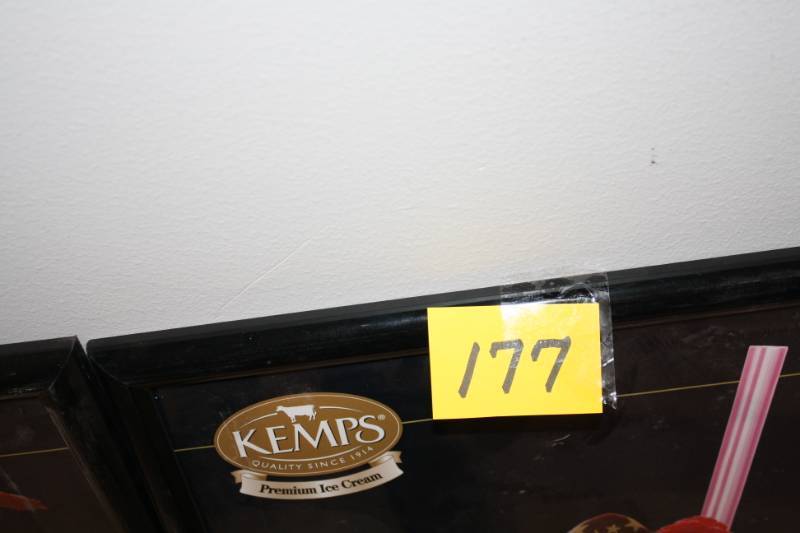 177
KEMPS®
QUALITY SINCE 1914
Premium Ice Cream